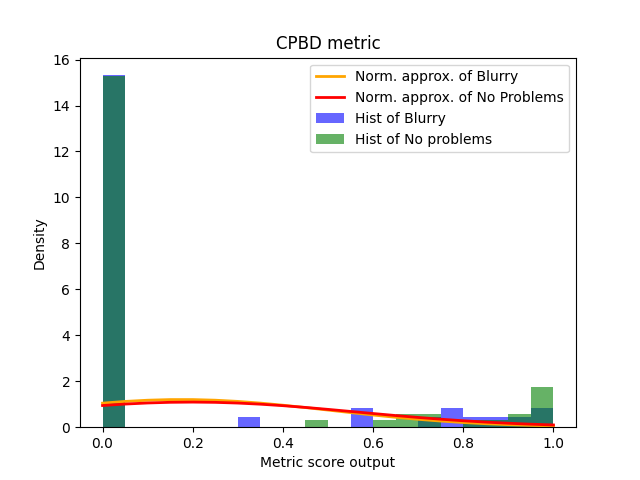 CPBD metric
Norm. approx. of Blurry
Norm. approx. of No Problems
Hist of Blurry
Hist of No problems
Density
16
14
12
10
8
6
4
2
0
0.0 0.2 0.4 0.6 0.8 1.0
Metric score output